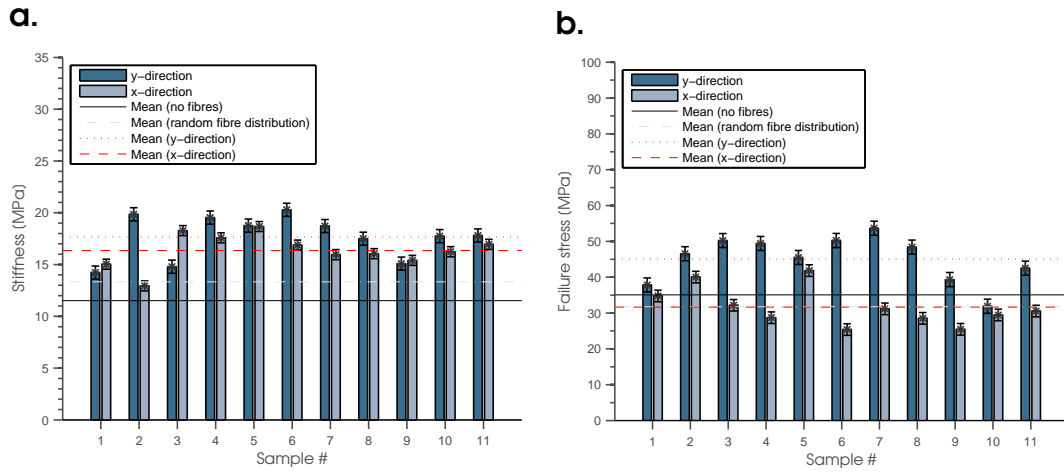 a.
35
30
25
20
15
10
5
0
Stiffness (MPa)
y-direction
x-direction
Mean (no fibres)
Mean (random fibre distribution)
Mean (y-direction)
Mean (x-direction)
1 2 3 4 5 6 7 8 9 10 11
Sample #
b.
100
90
80
70
60
50
40
30
20
10
0
Failure stress (MPa)
y-direction
x-direction
Mean (no fibres)
Mean (random fibre distribution)
Mean (y-direction)
Mean (x-direction)
1 2 3 4 5 6 7 8 9 10 11
Sample #